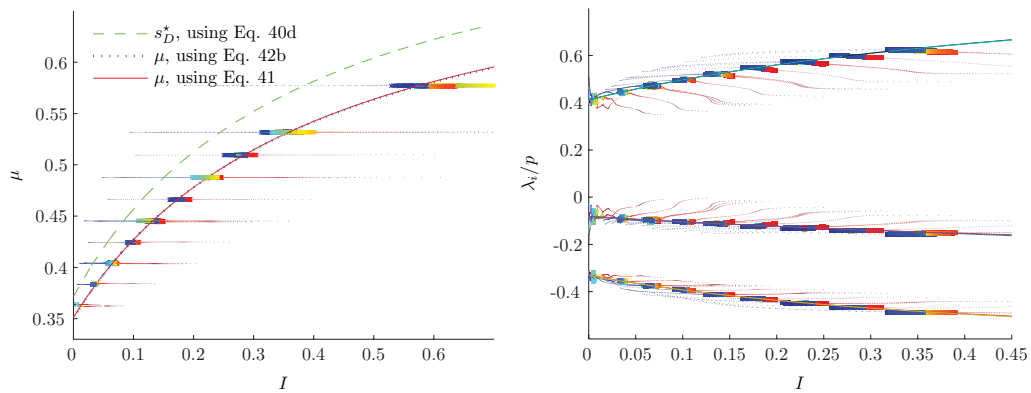 s*_D, using Eq. 40d
μ, using Eq. 42b
μ, using Eq. 41
0.6
0.55
0.5
0.45
0.4
0.35
μ
0 0.1 0.2 0.3 0.4 0.5 0.6
I
0.6
0.4
0.2
0
-0.2
-0.4
λ_i/p
0 0.05 0.1 0.15 0.2 0.25 0.3 0.35 0.4 0.45
I